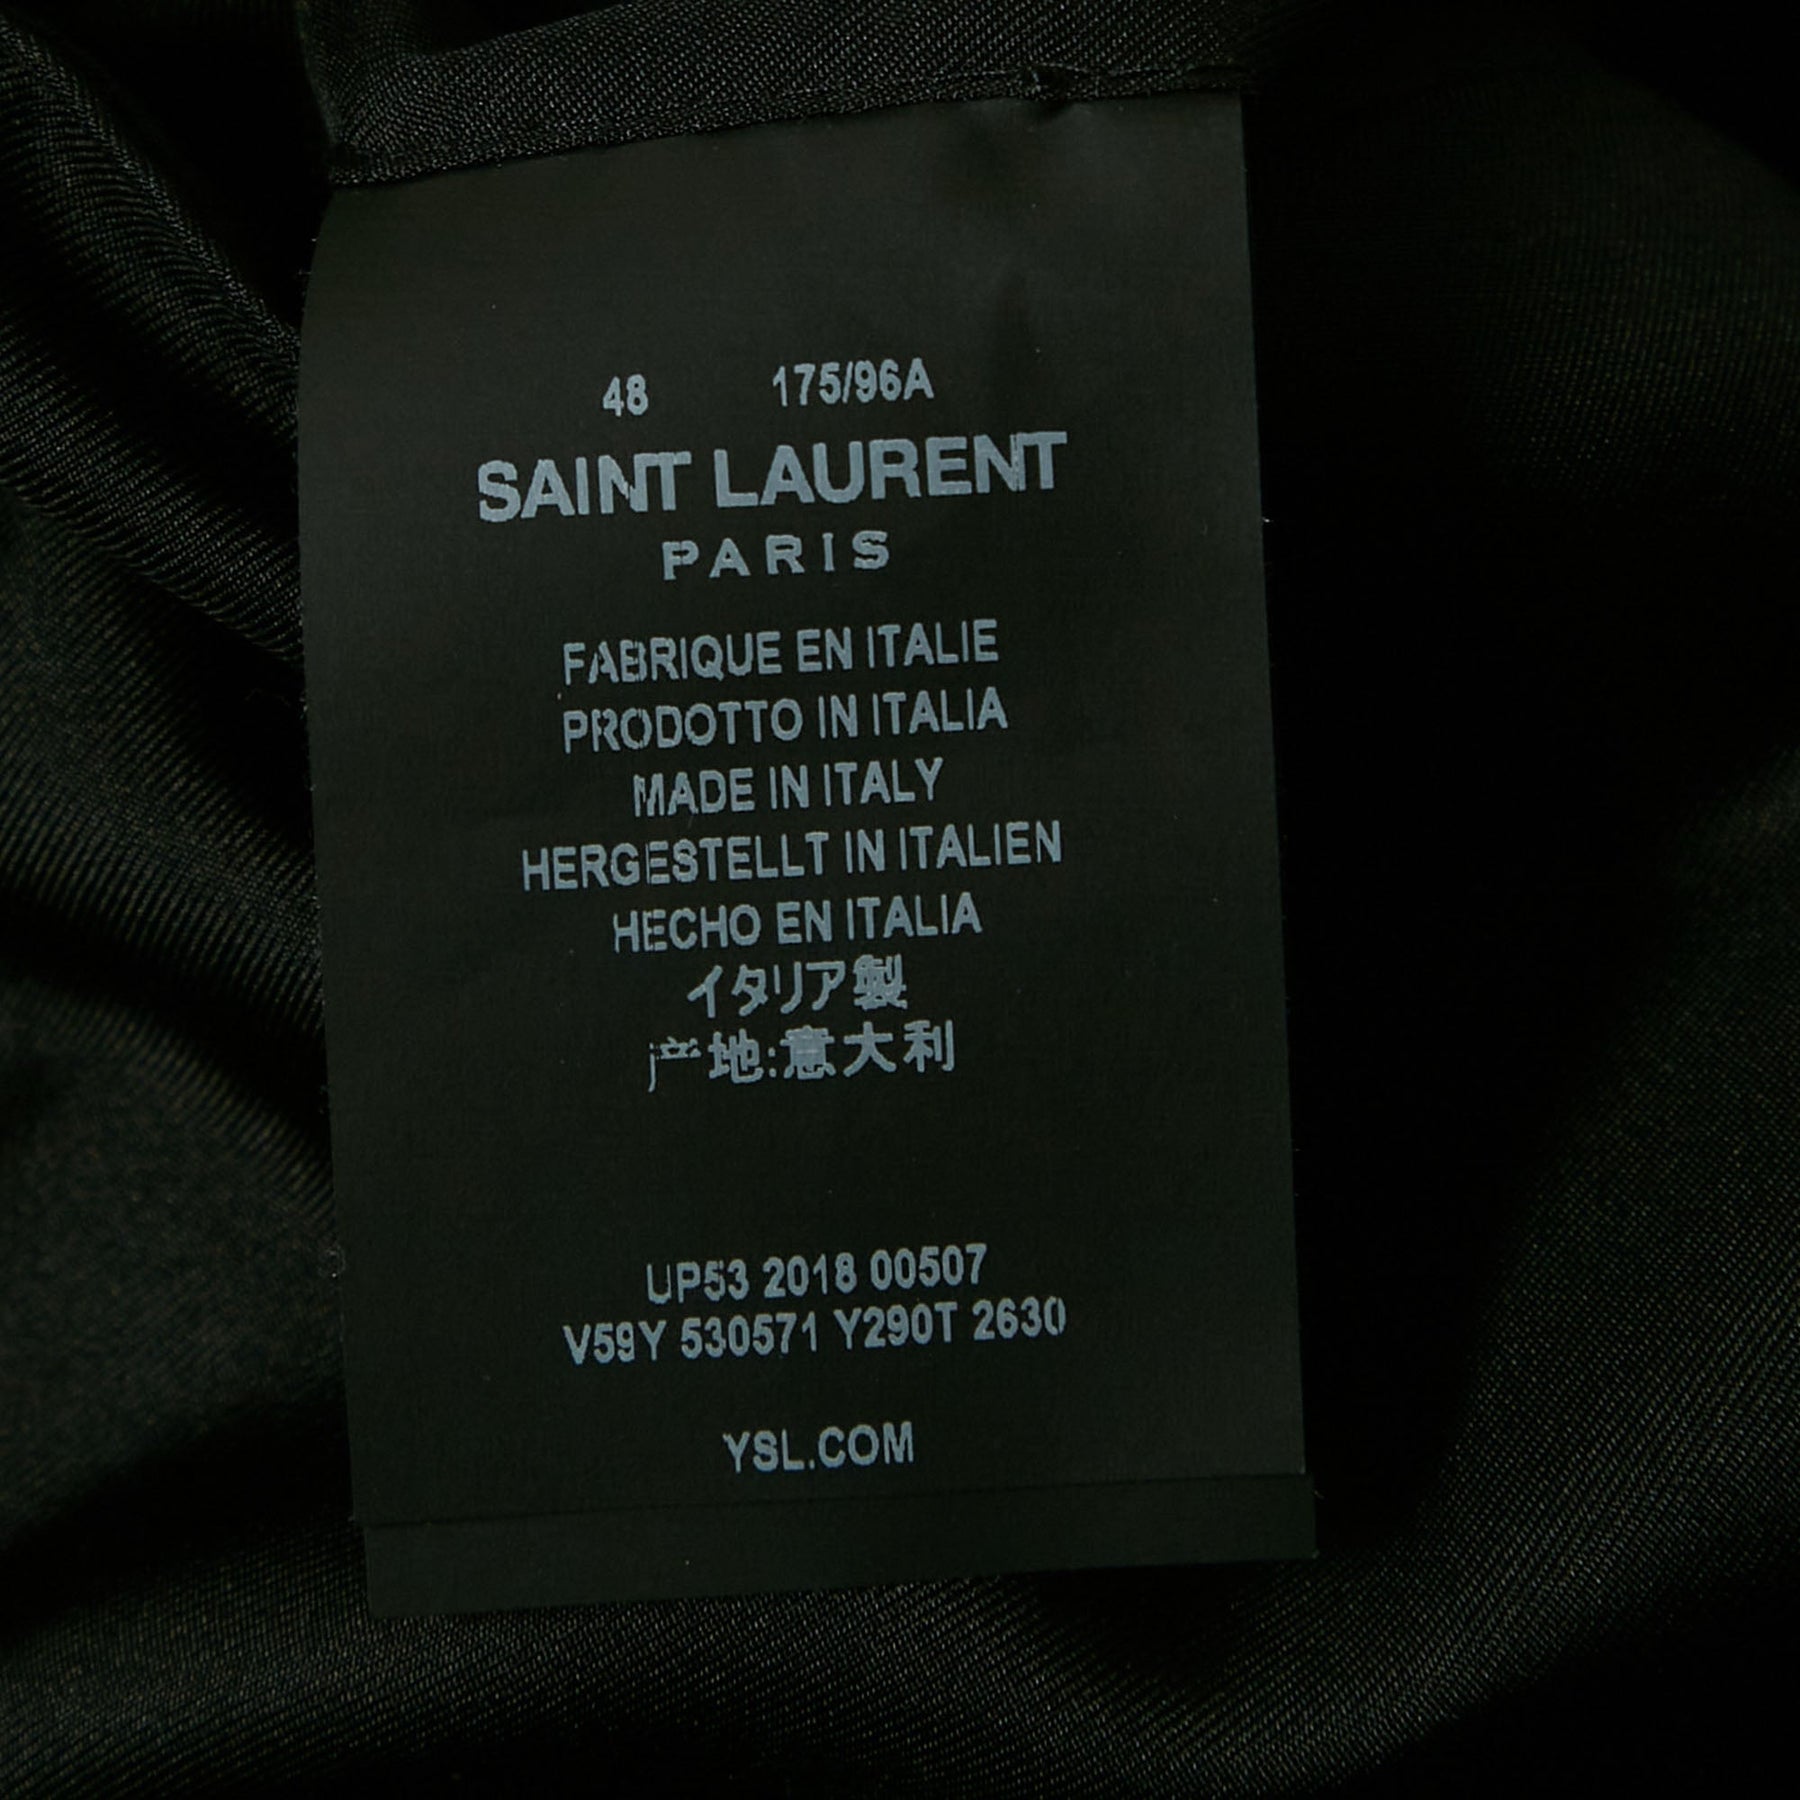 48 175/96A
SAINT LAURENT
PARIS
FABRIQUE EN ITALIE
PRODOTTO IN ITALIA
MADE IN ITALY
HERGESTELLT IN ITALIEN
HECHO EN ITALIA
イタリア製
产地:意大利
UP53 2018 00507
V59Y 530571 Y290T 2630
YSL.COM